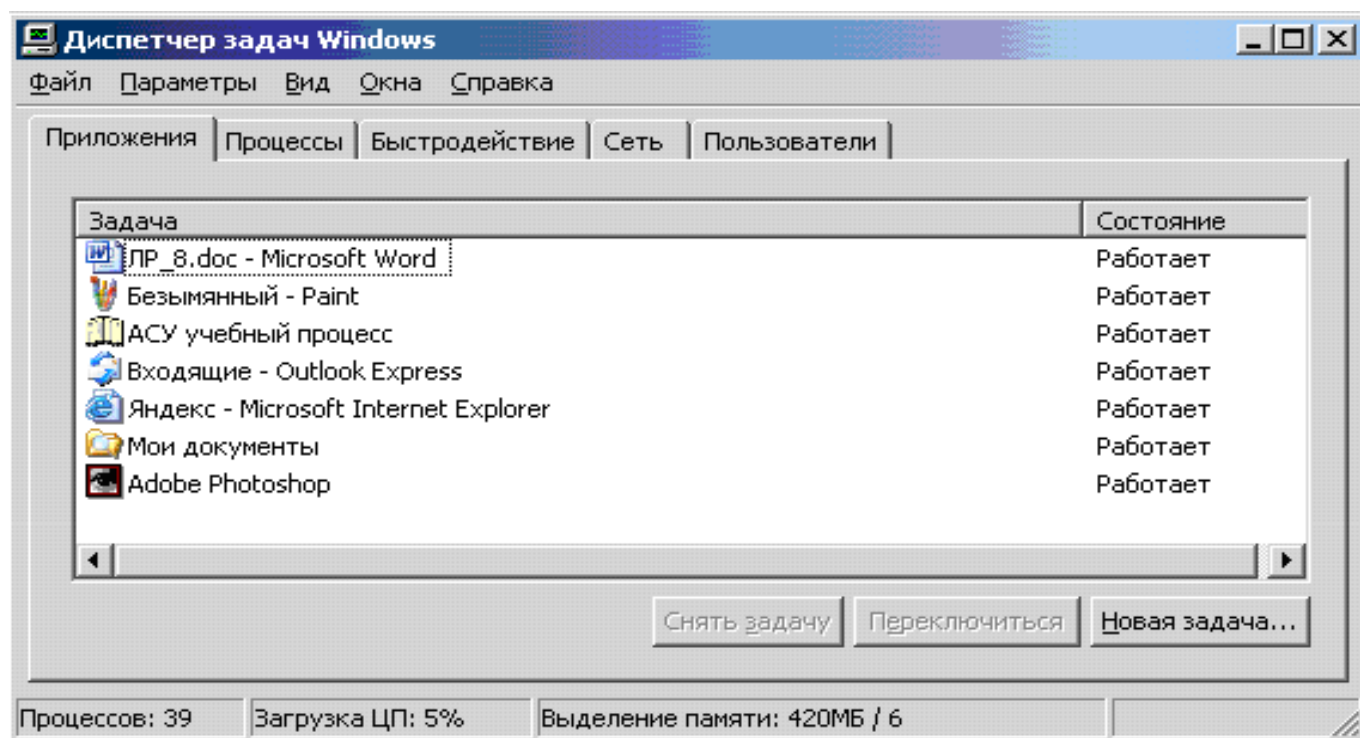 Диспетчер задач Windows
Файл Параметры Вид Окна Справка
Приложения Процессы Быстродействие Сеть Пользователи
Задача Состояние
ЛР_8.doc - Microsoft Word Работает
Безымянный - Paint Работает
АСУ учебный процесс Работает
Входящие - Outlook Express Работает
Яндекс - Microsoft Internet Explorer Работает
Мои документы Работает
Adobe Photoshop Работает
Снять задачу Переключиться Новая задача...
Процессов: 39 Загрузка ЦП: 5% Выделение памяти: 420МБ / 6